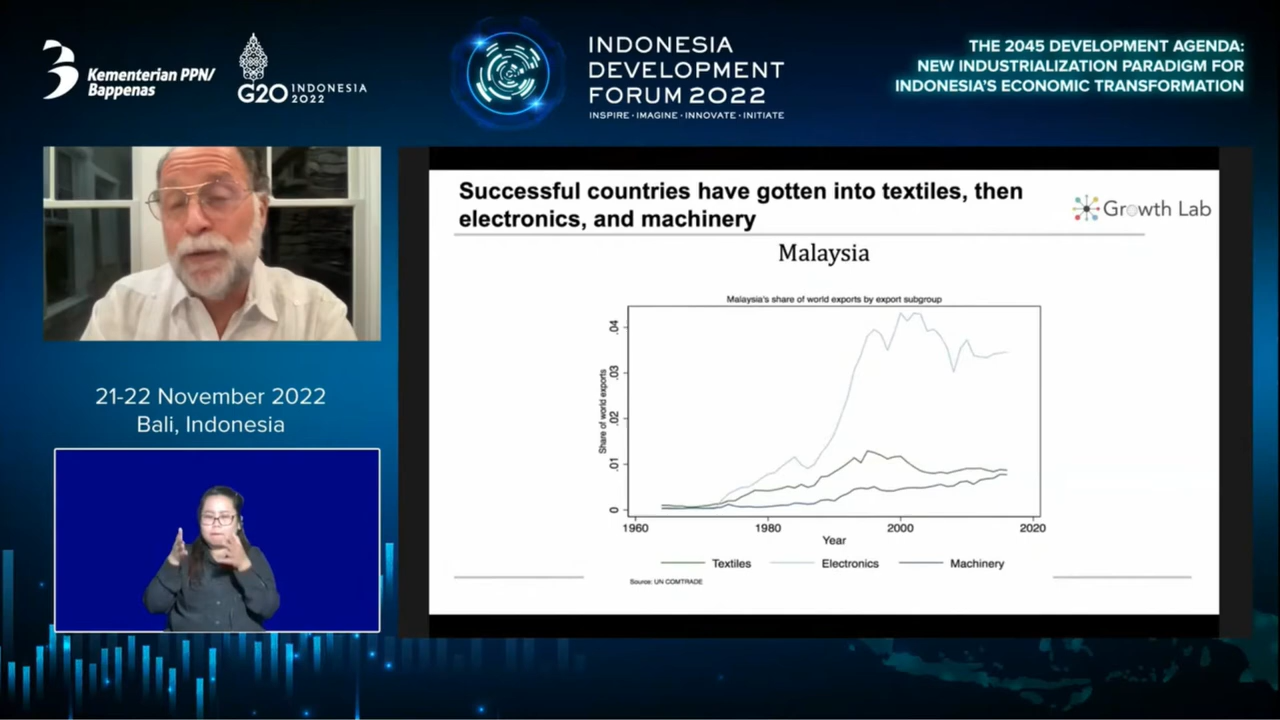 Kementerian PPN/
Bappenas
G20 INDONESIA
2022
INDONESIA
DEVELOPMENT
FORUM 2022
INSPIRE · IMAGINE · INNOVATE · INITIATE
THE 2045 DEVELOPMENT AGENDA:
NEW INDUSTRIALIZATION PARADIGM FOR
INDONESIA'S ECONOMIC TRANSFORMATION
21-22 November 2022
Bali, Indonesia
Successful countries have gotten into textiles, then
electronics, and machinery
Growth Lab
Malaysia
Malaysia's share of world exports by export subgroup
Share of world exports
.04
.03
.02
.01
0
1960 1980 2000 2020
Year
Textiles Electronics Machinery
Source: UN COMTRADE